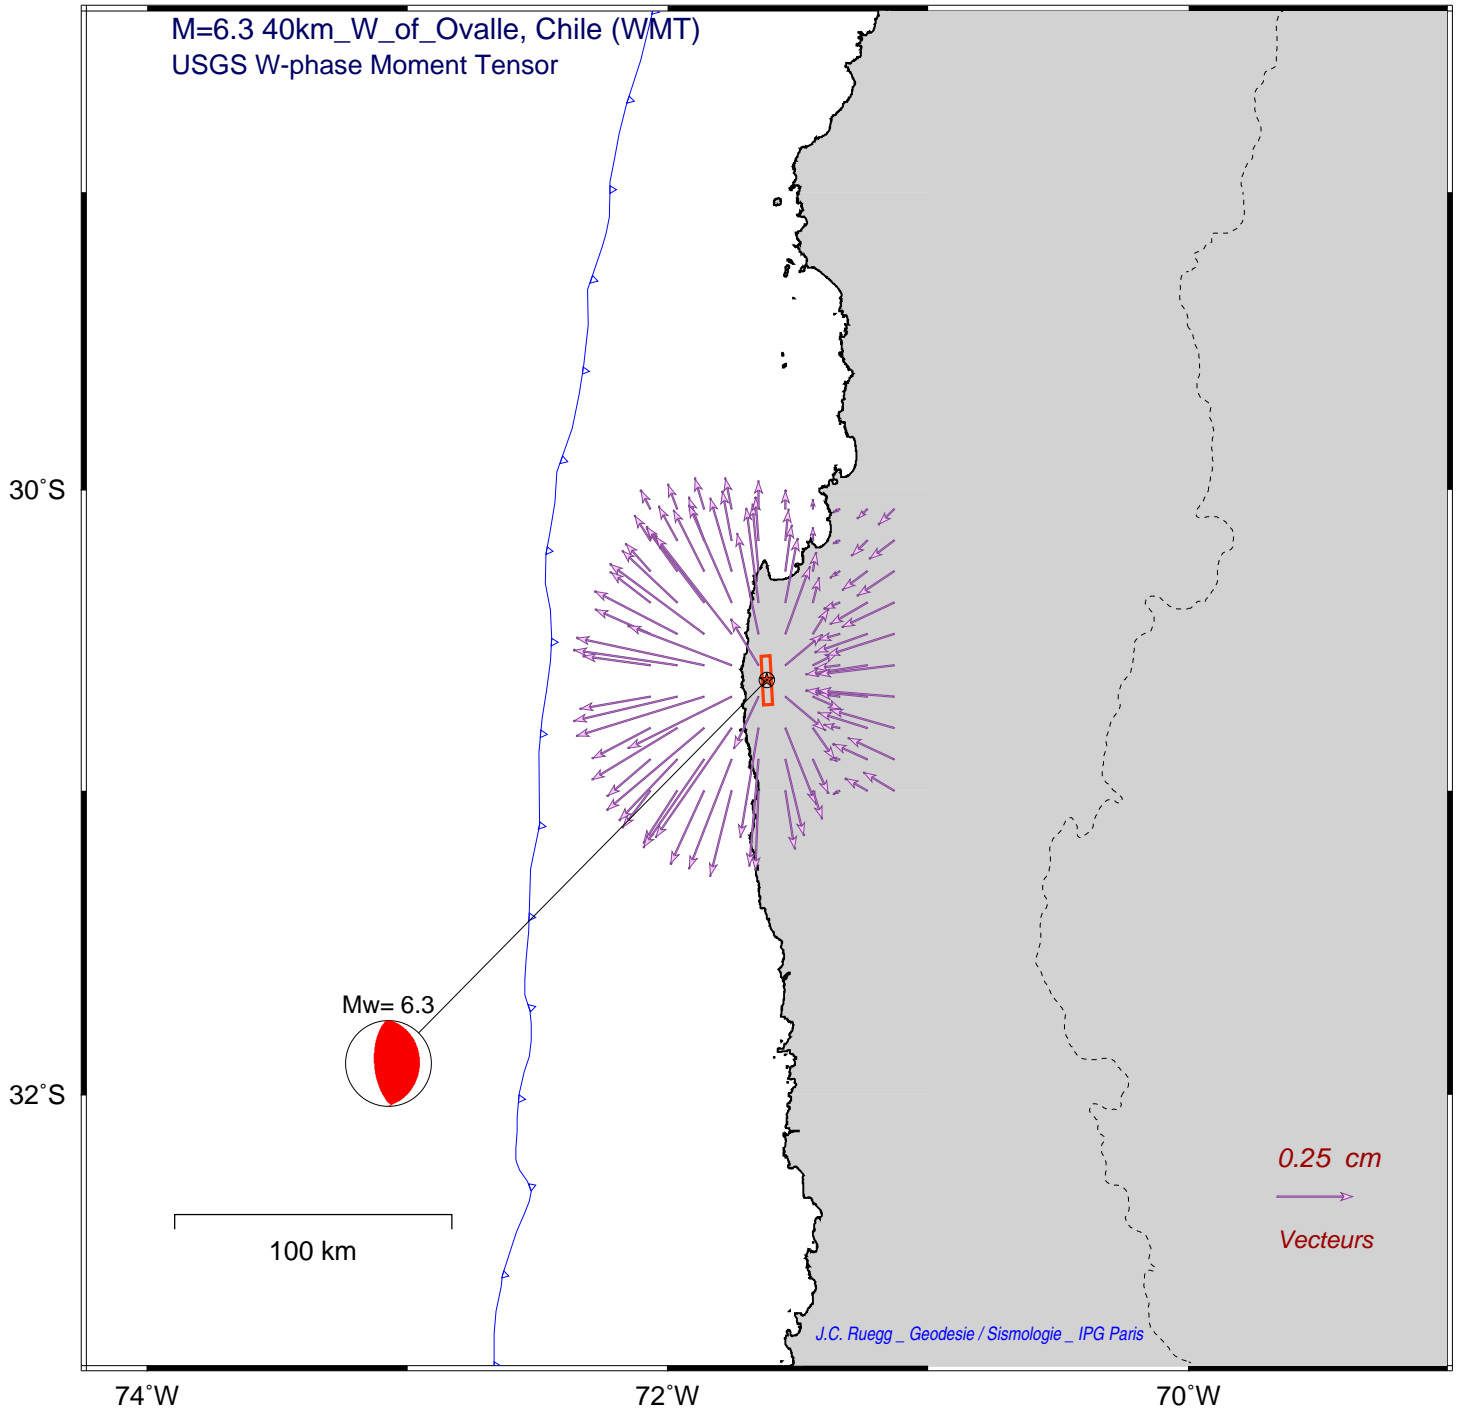 M=6.3 40km_W_of_Ovalle, Chile (WMT)
USGS W-phase Moment Tensor
30°S
Mw= 6.3
32°S
0.25 cm
100 km
Vecteurs
J.C. Ruegg _ Geodesie / Sismologie _ IPG Paris
74°W
72°W
70°W